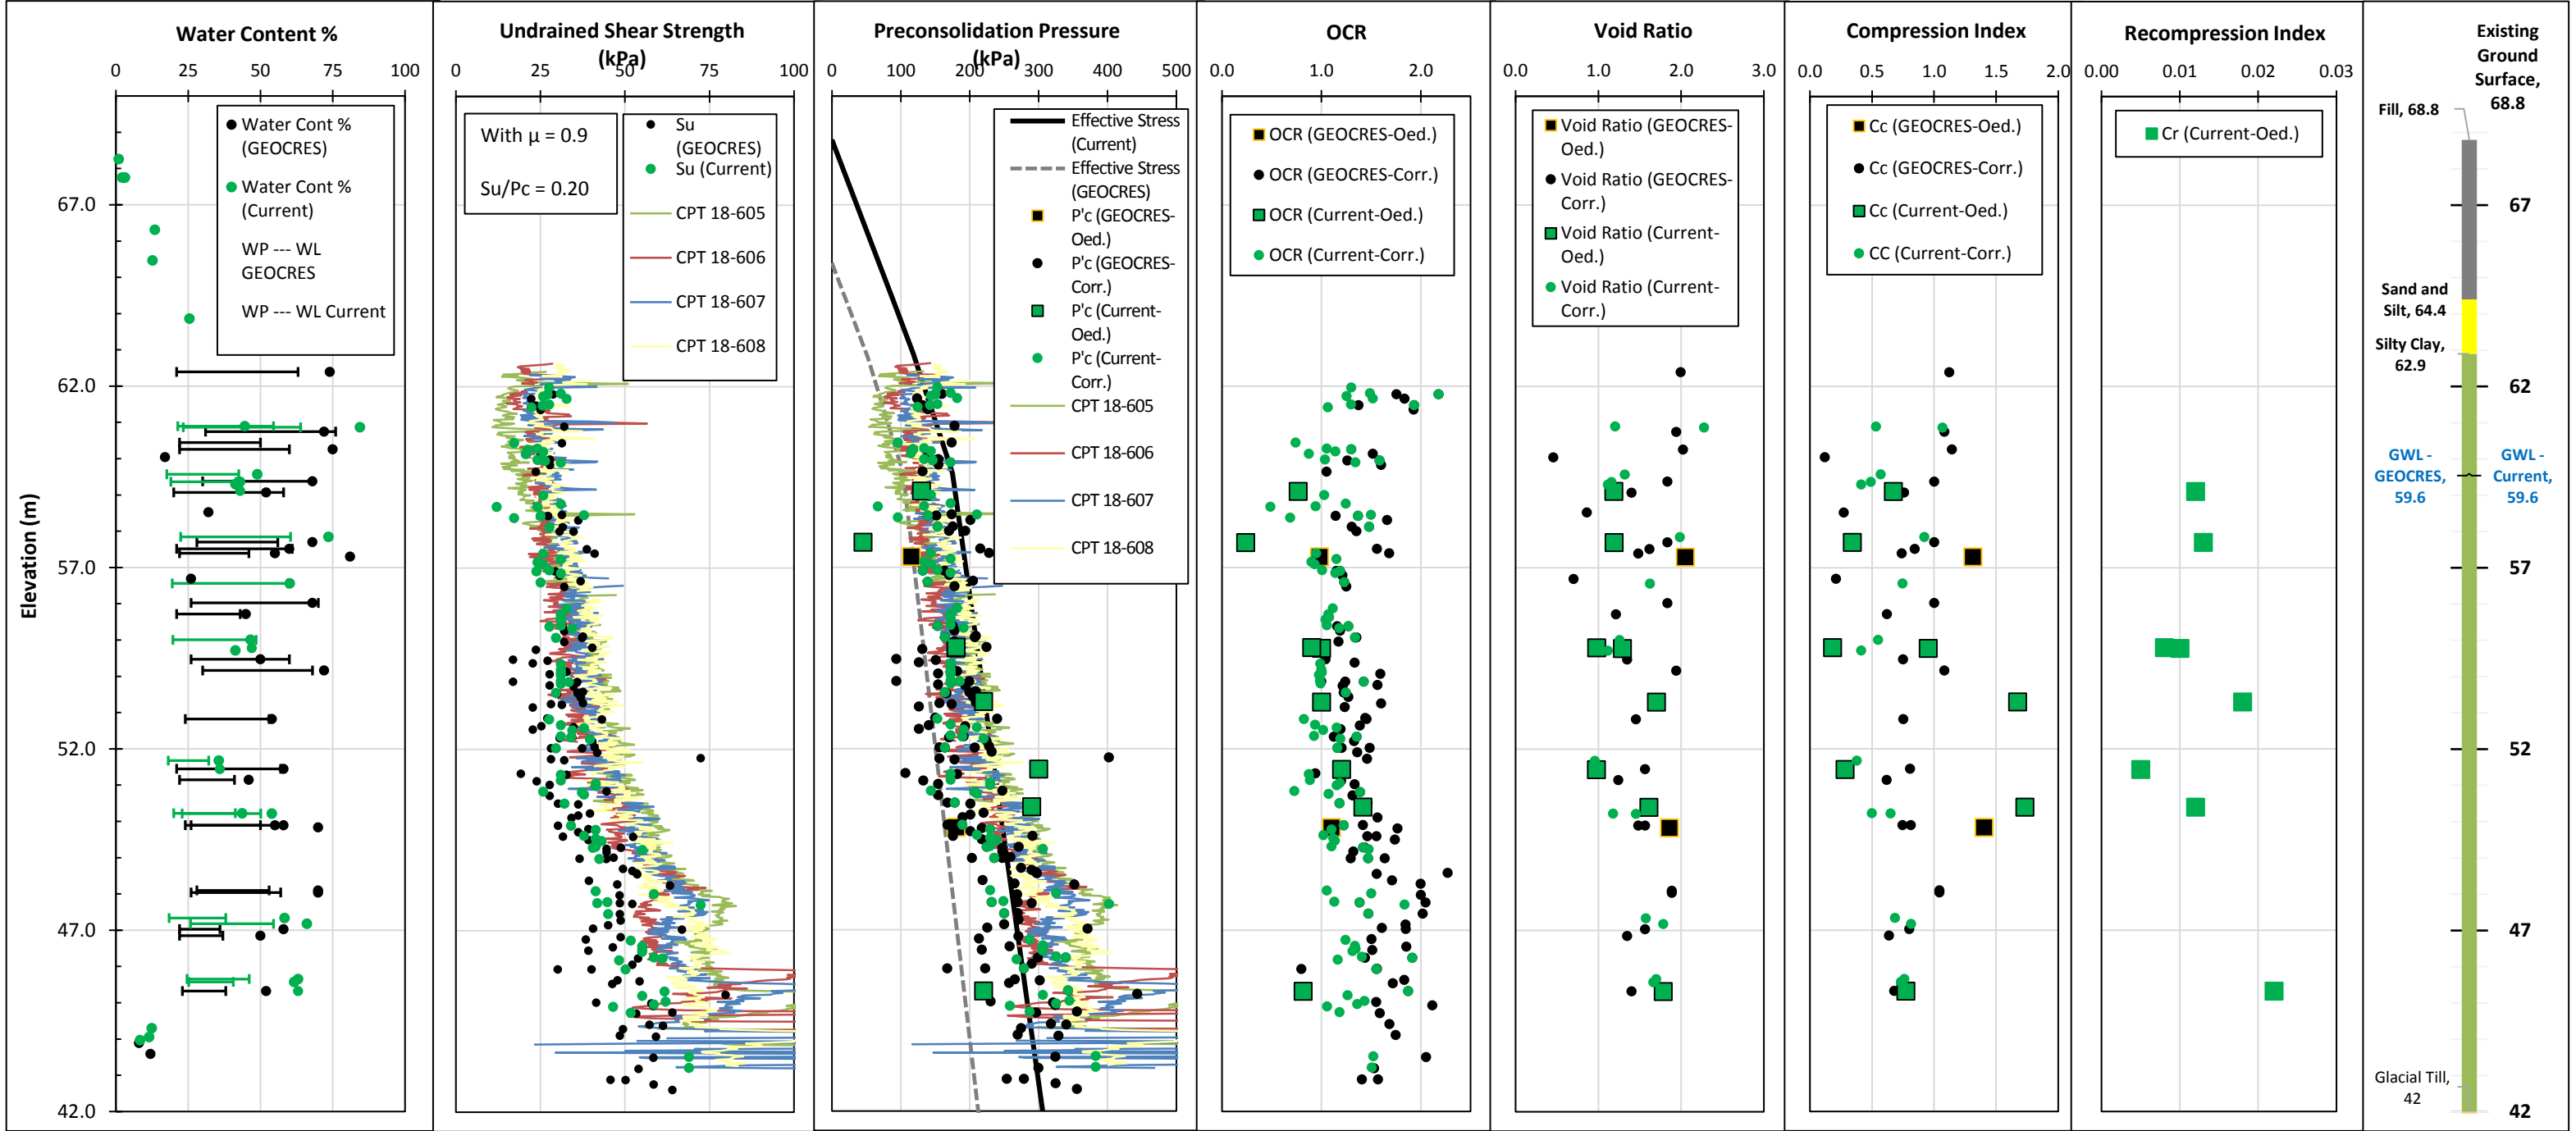 Water Content %
0 25 50 75 100
Water Cont %
(GEOCRES)
Water Cont %
(Current)
WP --- WL
GEOCRES
WP --- WL Current
Elevation (m)
67.0
62.0
57.0
52.0
47.0
42.0
Undrained Shear Strength
(kPa)
0 25 50 75 100
With μ = 0.9
Su/Pc = 0.20
Su
(GEOCRES)
Su (Current)
CPT 18-605
CPT 18-606
CPT 18-607
CPT 18-608
Preconsolidation Pressure
(kPa)
0 100 200 300 400 500
Effective Stress
(Current)
Effective Stress
(GEOCRES)
P'c (GEOCRES-
Oed.)
P'c (GEOCRES-
Corr.)
P'c (Current-
Oed.)
P'c (Current-
Corr.)
CPT 18-605
CPT 18-606
CPT 18-607
CPT 18-608
OCR
0.0 1.0 2.0
OCR (GEOCRES-Oed.)
OCR (GEOCRES-Corr.)
OCR (Current-Oed.)
OCR (Current-Corr.)
Void Ratio
0.0 1.0 2.0 3.0
Void Ratio (GEOCRES-
Oed.)
Void Ratio (GEOCRES-
Corr.)
Void Ratio (Current-
Oed.)
Void Ratio (Current-
Corr.)
Compression Index
0.0 0.5 1.0 1.5 2.0
Cc (GEOCRES-Oed.)
Cc (GEOCRES-Corr.)
Cc (Current-Oed.)
CC (Current-Corr.)
Recompression Index
0.00 0.01 0.02 0.03
Cr (Current-Oed.)
Existing
Ground
Surface,
68.8
Fill, 68.8
67
Sand and
Silt, 64.4
Silty Clay,
62.9
62
GWL -
GEOCRES,
59.6
GWL -
Current,
59.6
57
52
47
Glacial Till,
42
42